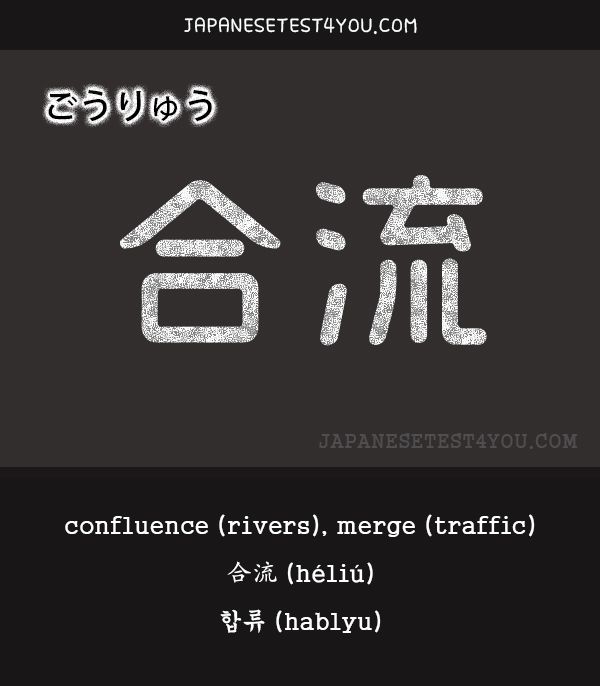 JAPANESETEST4YOU.COM
ごうりゅう
合流
JAPANESETEST4YOU.COM
confluence (rivers), merge (traffic)
合流 (héliú)
합류 (hablyu)